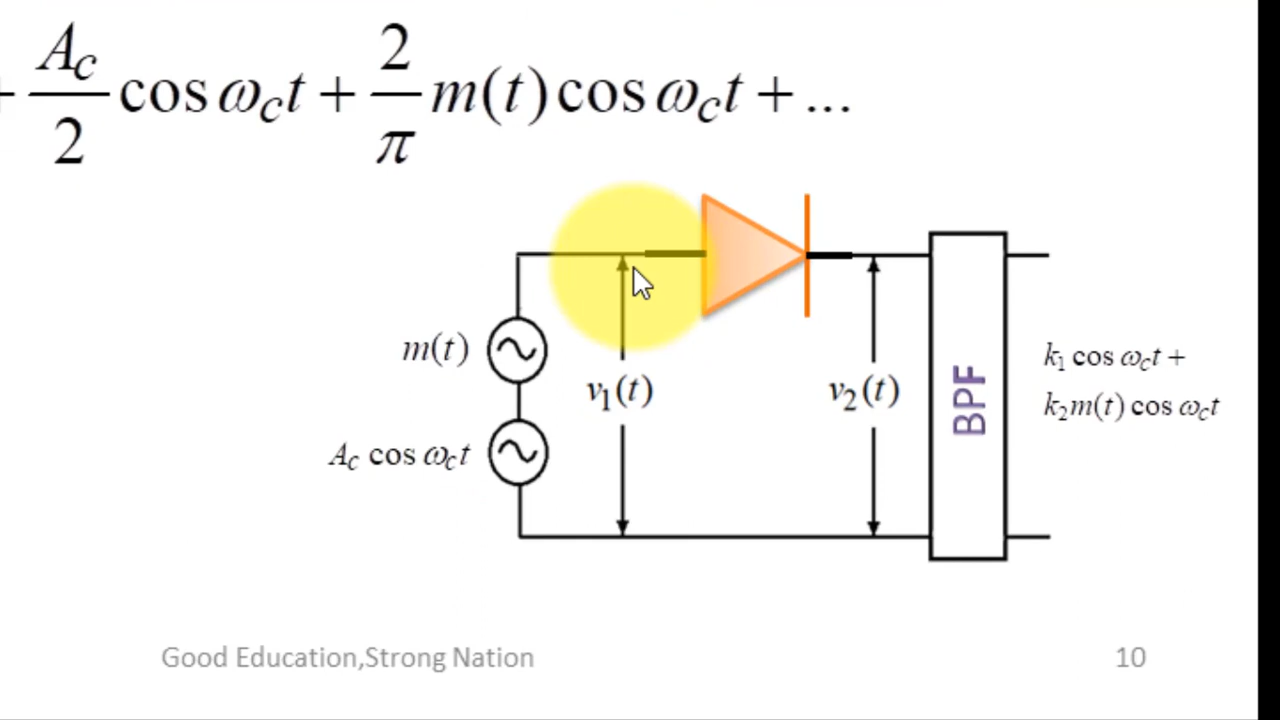 + A_c/2 cos ω_c t + 2/π m(t) cos ω_c t + ...
m(t)
A_c cos ω_c t
v_1(t)
v_2(t)
BPF
k_1 cos ω_c t +
k_2 m(t) cos ω_c t
Good Education,Strong Nation
10